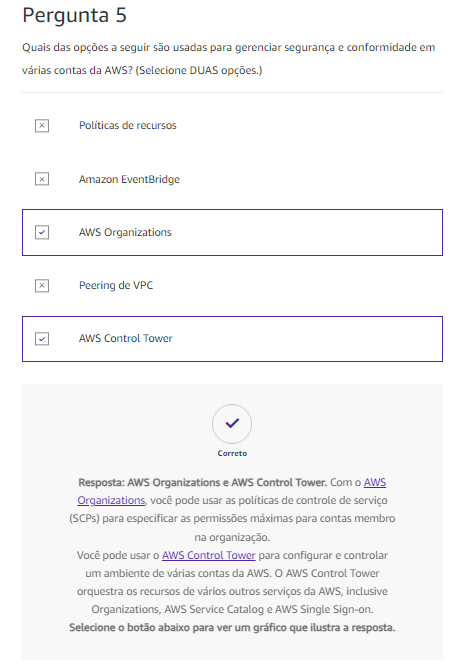 Pergunta 5
Quais das opções a seguir são usadas para gerenciar segurança e conformidade em
várias contas da AWS? (Selecione DUAS opções.)
Políticas de recursos
Amazon EventBridge
AWS Organizations
Peering de VPC
AWS Control Tower
Correto
Resposta: AWS Organizations e AWS Control Tower. Com o AWS
Organizations, você pode usar as políticas de controle de serviço
(SCPs) para especificar as permissões máximas para contas membro
na organização.
Você pode usar o AWS Control Tower para configurar e controlar
um ambiente de várias contas da AWS. O AWS Control Tower
orquestra os recursos de vários outros serviços da AWS, inclusive
Organizations, AWS Service Catalog e AWS Single Sign-on.
Selecione o botão abaixo para ver um gráfico que ilustra a resposta.